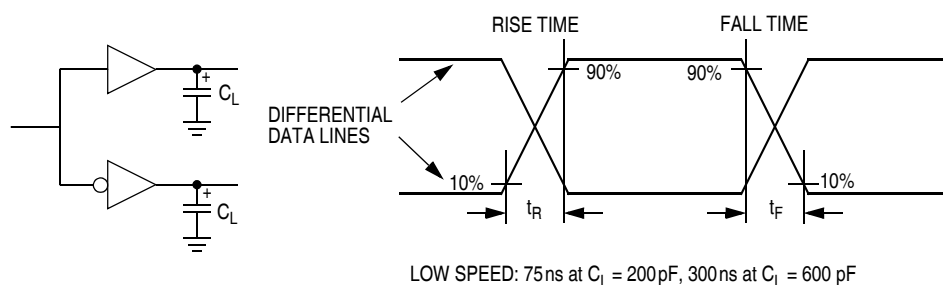 RISE TIME
FALL TIME
+
C_L
90%
90%
DIFFERENTIAL
DATA LINES
10%
10%
+
C_L
t_R
t_F
LOW SPEED: 75ns at C_L = 200pF, 300ns at C_L = 600 pF